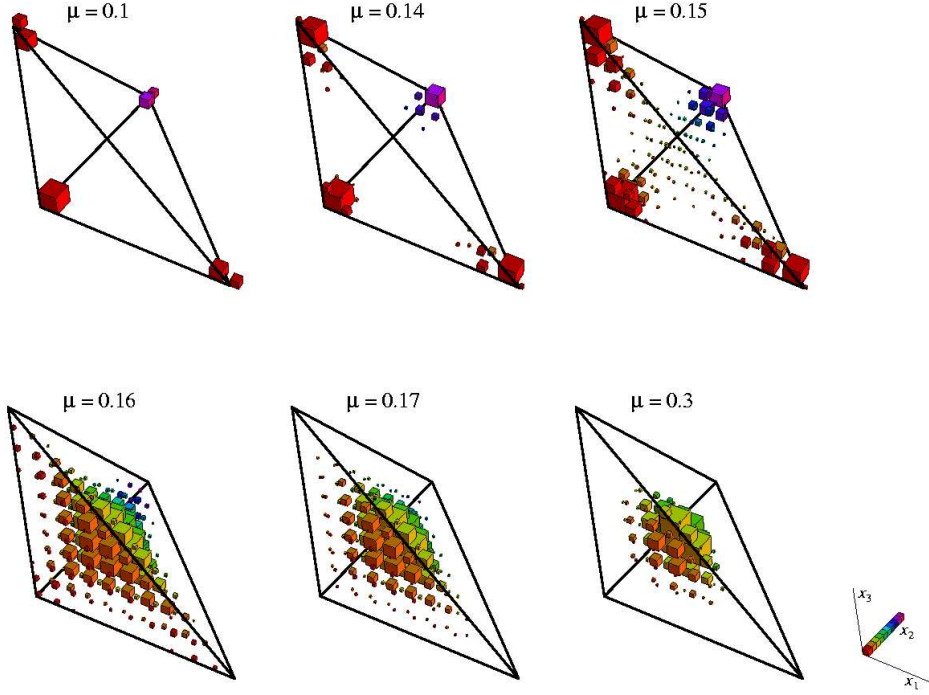 μ = 0.1
μ = 0.14
μ = 0.15
μ = 0.16
μ = 0.17
μ = 0.3
x₃
x₂
x₁